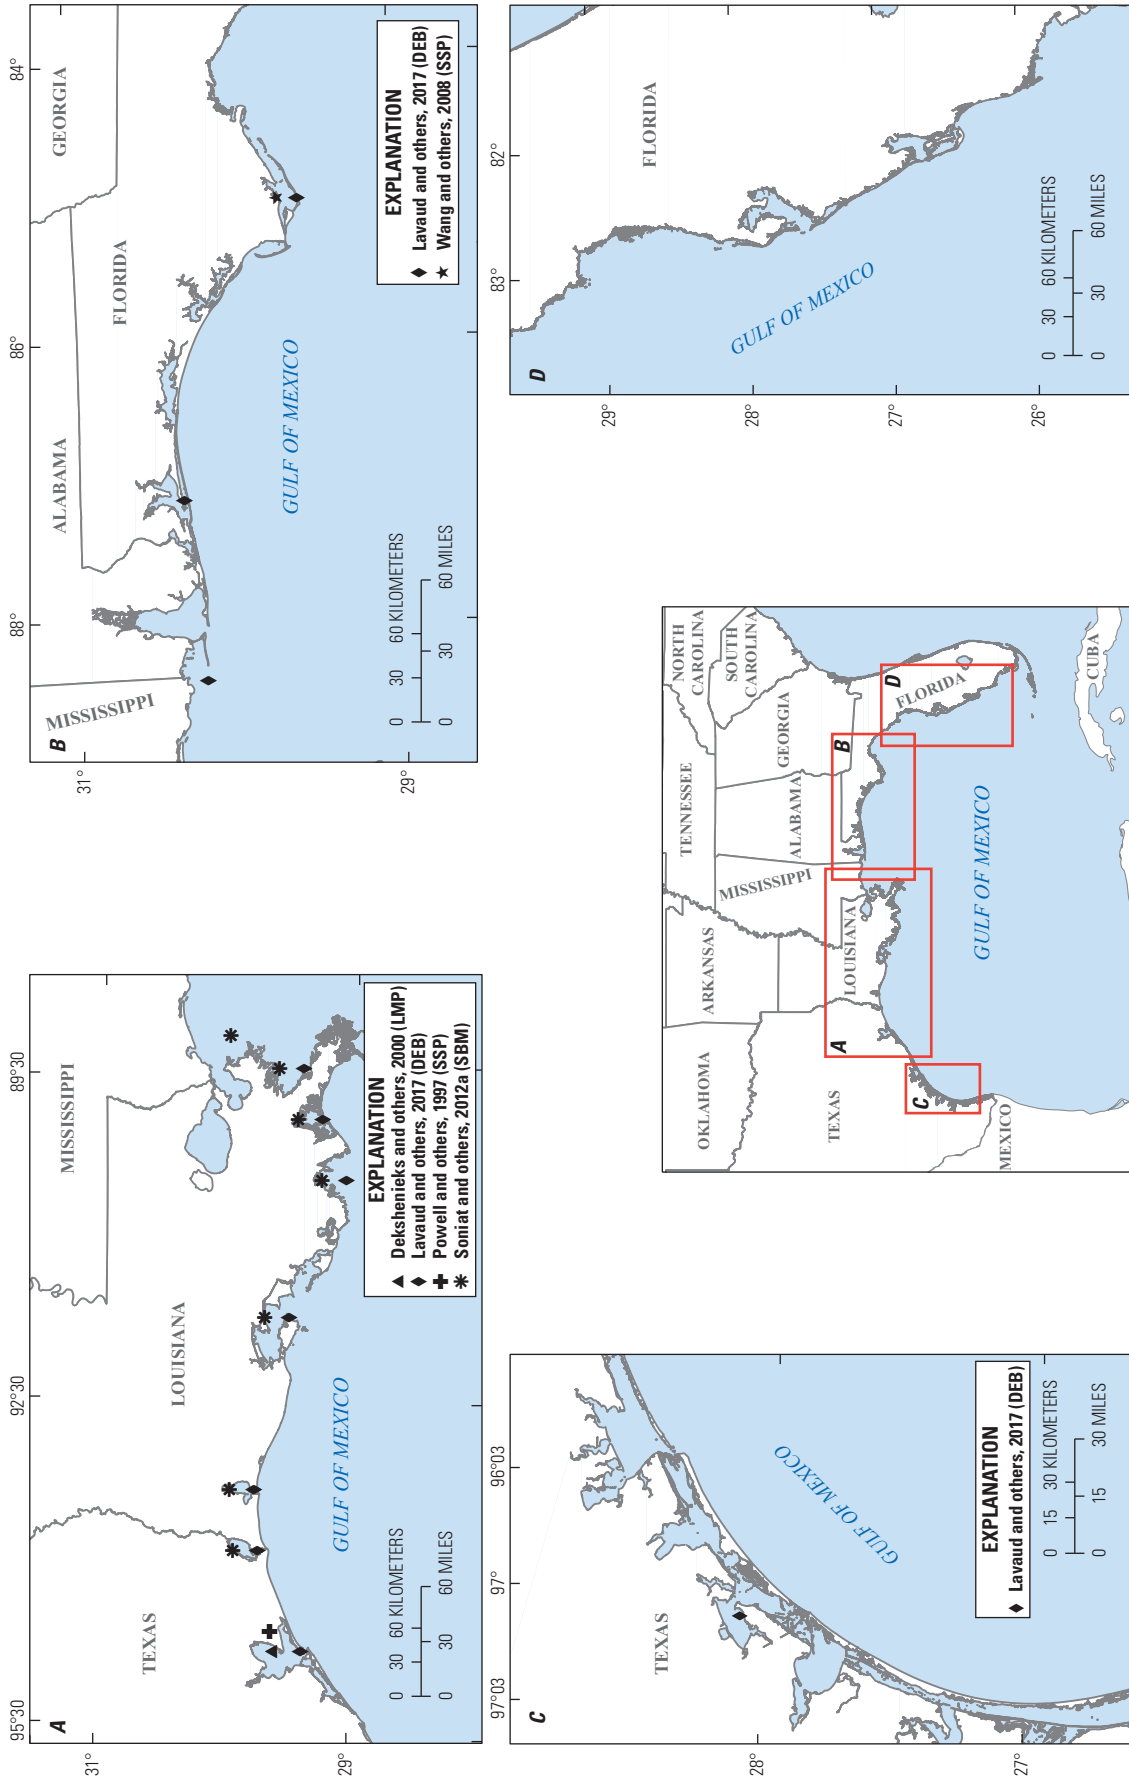 A
95°30
92°30
89°30
31°
29°
TEXAS
LOUISIANA
MISSISSIPPI
GULF OF MEXICO
0 30 60 KILOMETERS
0 30 60 MILES
EXPLANATION
Dekshenieks and others, 2000 (LMP)
Lavaud and others, 2017 (DEB)
Powell and others, 1997 (SSP)
Soniat and others, 2012a (SBM)
B
88°
86°
84°
31°
29°
MISSISSIPPI
ALABAMA
FLORIDA
GEORGIA
GULF OF MEXICO
0 30 60 KILOMETERS
0 30 60 MILES
EXPLANATION
Lavaud and others, 2017 (DEB)
Wang and others, 2008 (SSP)
C
97°03
97°
96°03
28°
27°
TEXAS
GULF OF MEXICO
EXPLANATION
Lavaud and others, 2017 (DEB)
0 15 30 KILOMETERS
0 15 30 MILES
OKLAHOMA
ARKANSAS
TENNESSEE
NORTH
CAROLINA
SOUTH
CAROLINA
TEXAS
LOUISIANA
MISSISSIPPI
ALABAMA
GEORGIA
FLORIDA
MEXICO
CUBA
GULF OF MEXICO
A
B
C
D
D
83°
82°
29°
28°
27°
26°
FLORIDA
GULF OF MEXICO
0 30 60 KILOMETERS
0 30 60 MILES